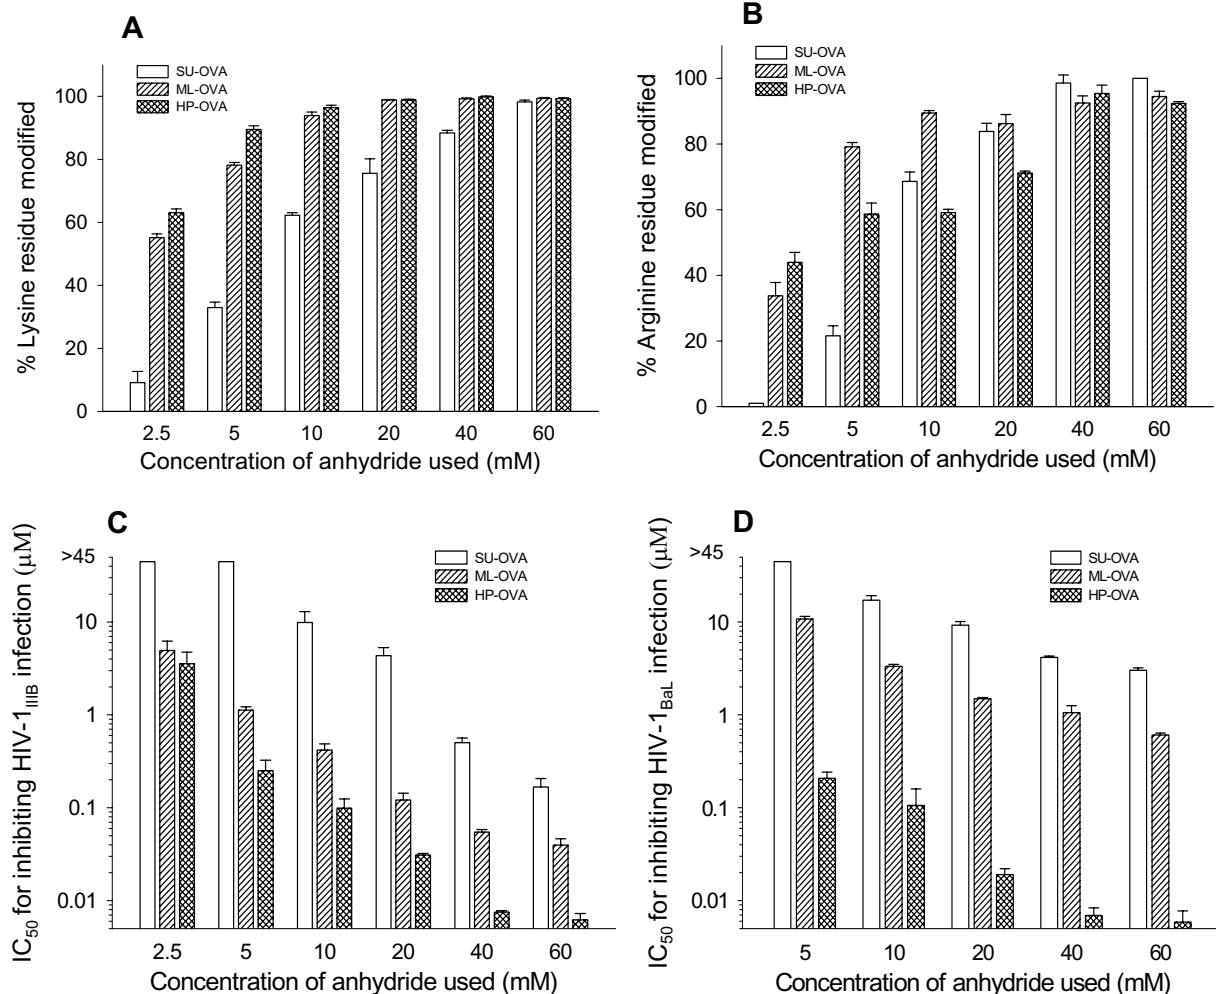 A
SU-OVA
ML-OVA
HP-OVA
% Lysine residue modified
100
80
60
40
20
0
2.5 5 10 20 40 60
Concentration of anhydride used (mM)
B
SU-OVA
ML-OVA
HP-OVA
% Arginine residue modified
100
80
60
40
20
0
2.5 5 10 20 40 60
Concentration of anhydride used (mM)
C
SU-OVA
ML-OVA
HP-OVA
IC50 for inhibiting HIV-1IIIB infection (μM)
>45
10
1
0.1
0.01
2.5 5 10 20 40 60
Concentration of anhydride used (mM)
D
SU-OVA
ML-OVA
HP-OVA
IC50 for inhibiting HIV-1BaL infection (μM)
>45
10
1
0.1
0.01
5 10 20 40 60
Concentration of anhydride used (mM)